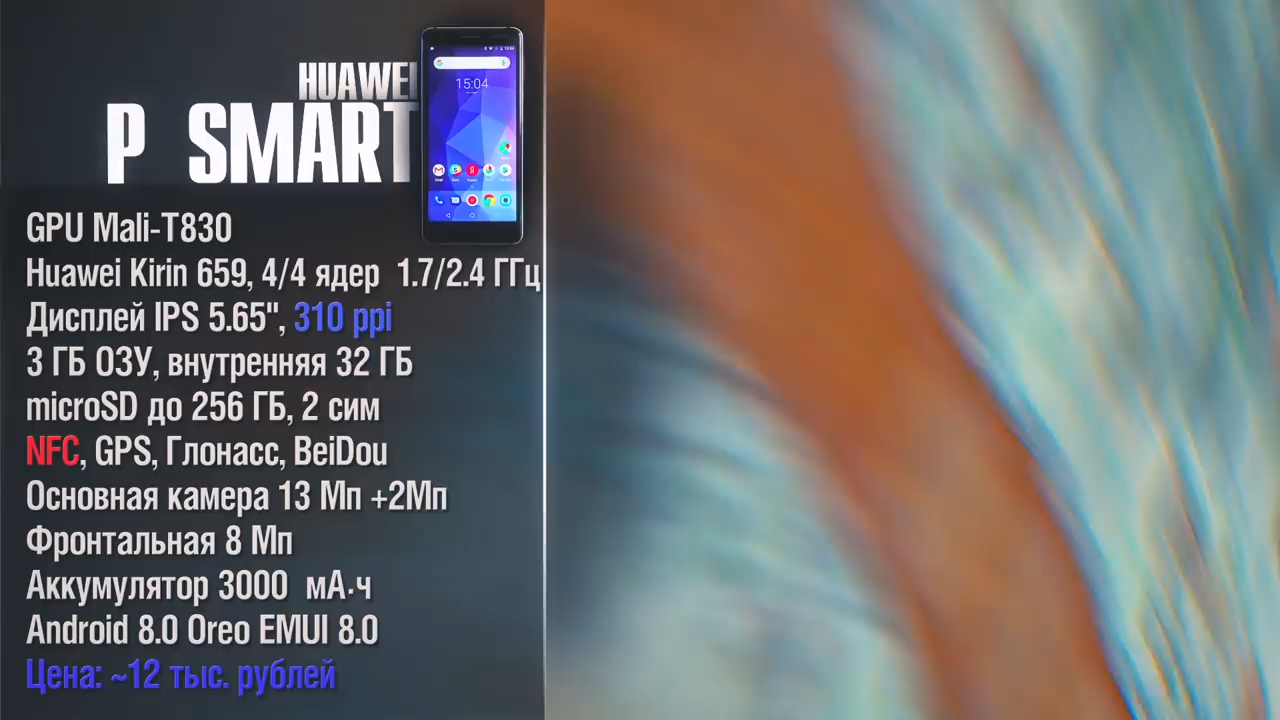 HUAWEI
P SMART
15:04
GPU Mali-T830
Huawei Kirin 659, 4/4 ядер 1.7/2.4 ГГц
Дисплей IPS 5.65", 310 ppi
3 ГБ ОЗУ, внутренняя 32 ГБ
microSD до 256 ГБ, 2 сим
NFC, GPS, Глонасс, BeiDou
Основная камера 13 Мп +2Мп
Фронтальная 8 Мп
Аккумулятор 3000 мА·ч
Android 8.0 Oreo EMUI 8.0
Цена: ~12 тыс. рублей